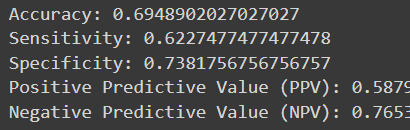 Accuracy: 0.6948902027027027
Sensitivity: 0.6227477477477478
Specificity: 0.7381756756756757
Positive Predictive Value (PPV): 0.5879
Negative Predictive Value (NPV): 0.7653